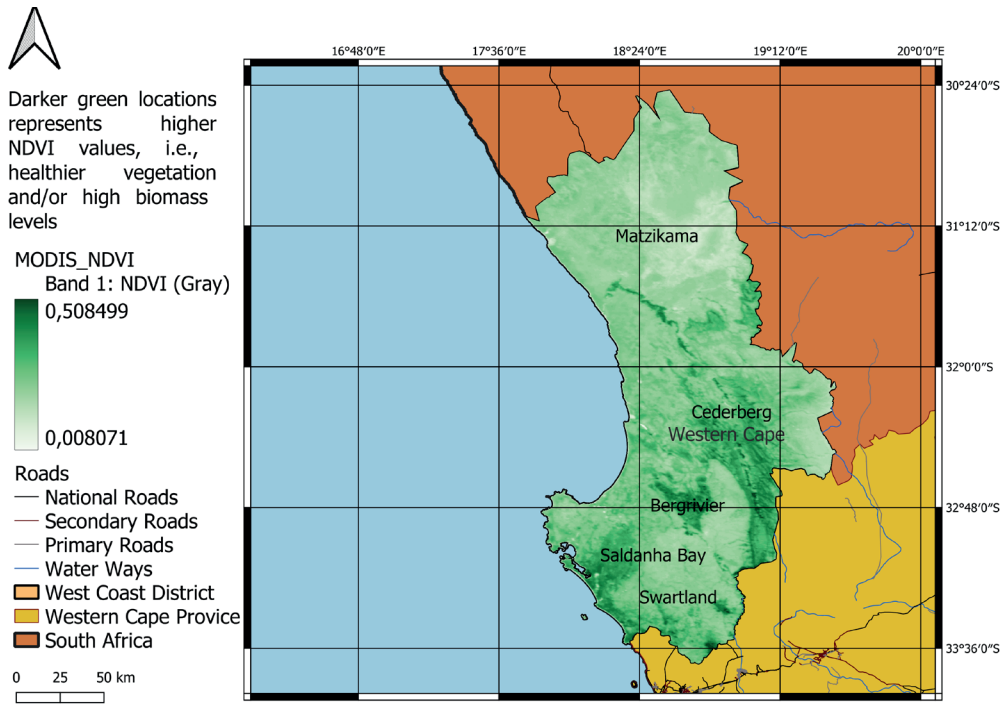 Darker green locations
represents higher
NDVI values, i.e.,
healthier vegetation
and/or high biomass
levels
MODIS_NDVI
Band 1: NDVI (Gray)
0,508499
0,008071
Roads
National Roads
Secondary Roads
Primary Roads
Water Ways
West Coast District
Western Cape Provice
South Africa
0 25 50 km
16°48′0″E 17°36′0″E 18°24′0″E 19°12′0″E 20°0′0″E
30°24′0″S
31°12′0″S
32°0′0″S
32°48′0″S
33°36′0″S
Matzikama
Cederberg
Western Cape
Bergrivier
Saldanha Bay
Swartland